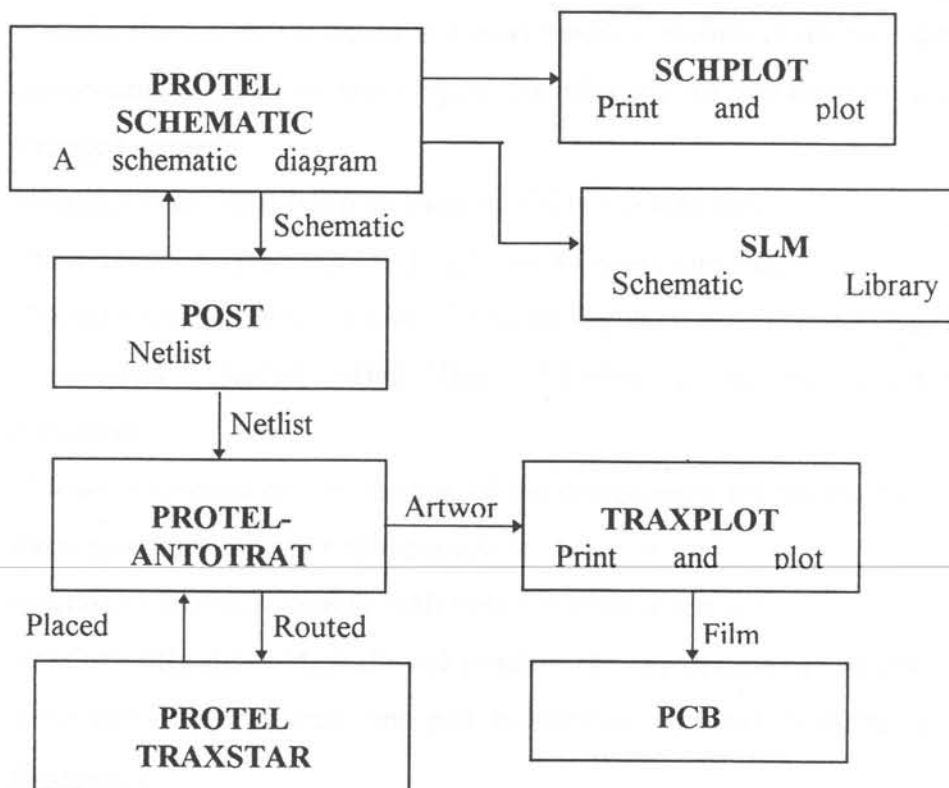 PROTEL
SCHEMATIC
A schematic diagram
SCHPLOT
Print and plot
Schematic
SLM
Schematic Library
POST
Netlist
Netlist
PROTEL-
ANTOTRAT
Artwor
TRAXPLOT
Print and plot
Placed
Routed
Film
PROTEL
TRAXSTAR
PCB